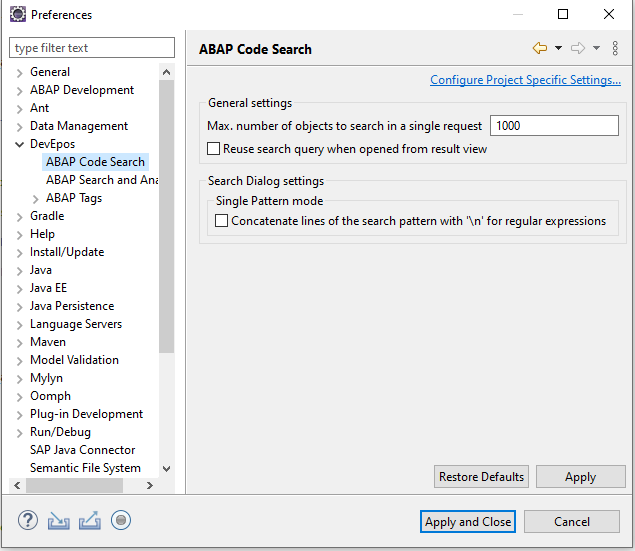 Preferences
type filter text
General
ABAP Development
Ant
Data Management
DevEpos
ABAP Code Search
ABAP Search and Ana
ABAP Tags
Gradle
Help
Install/Update
Java
Java EE
Java Persistence
Language Servers
Maven
Model Validation
Mylyn
Oomph
Plug-in Development
Run/Debug
SAP Java Connector
Semantic File System
ABAP Code Search
Configure Project Specific Settings...
General settings
Max. number of objects to search in a single request 1000
Reuse search query when opened from result view
Search Dialog settings
Single Pattern mode
Concatenate lines of the search pattern with '\n' for regular expressions
Restore Defaults Apply
Apply and Close Cancel